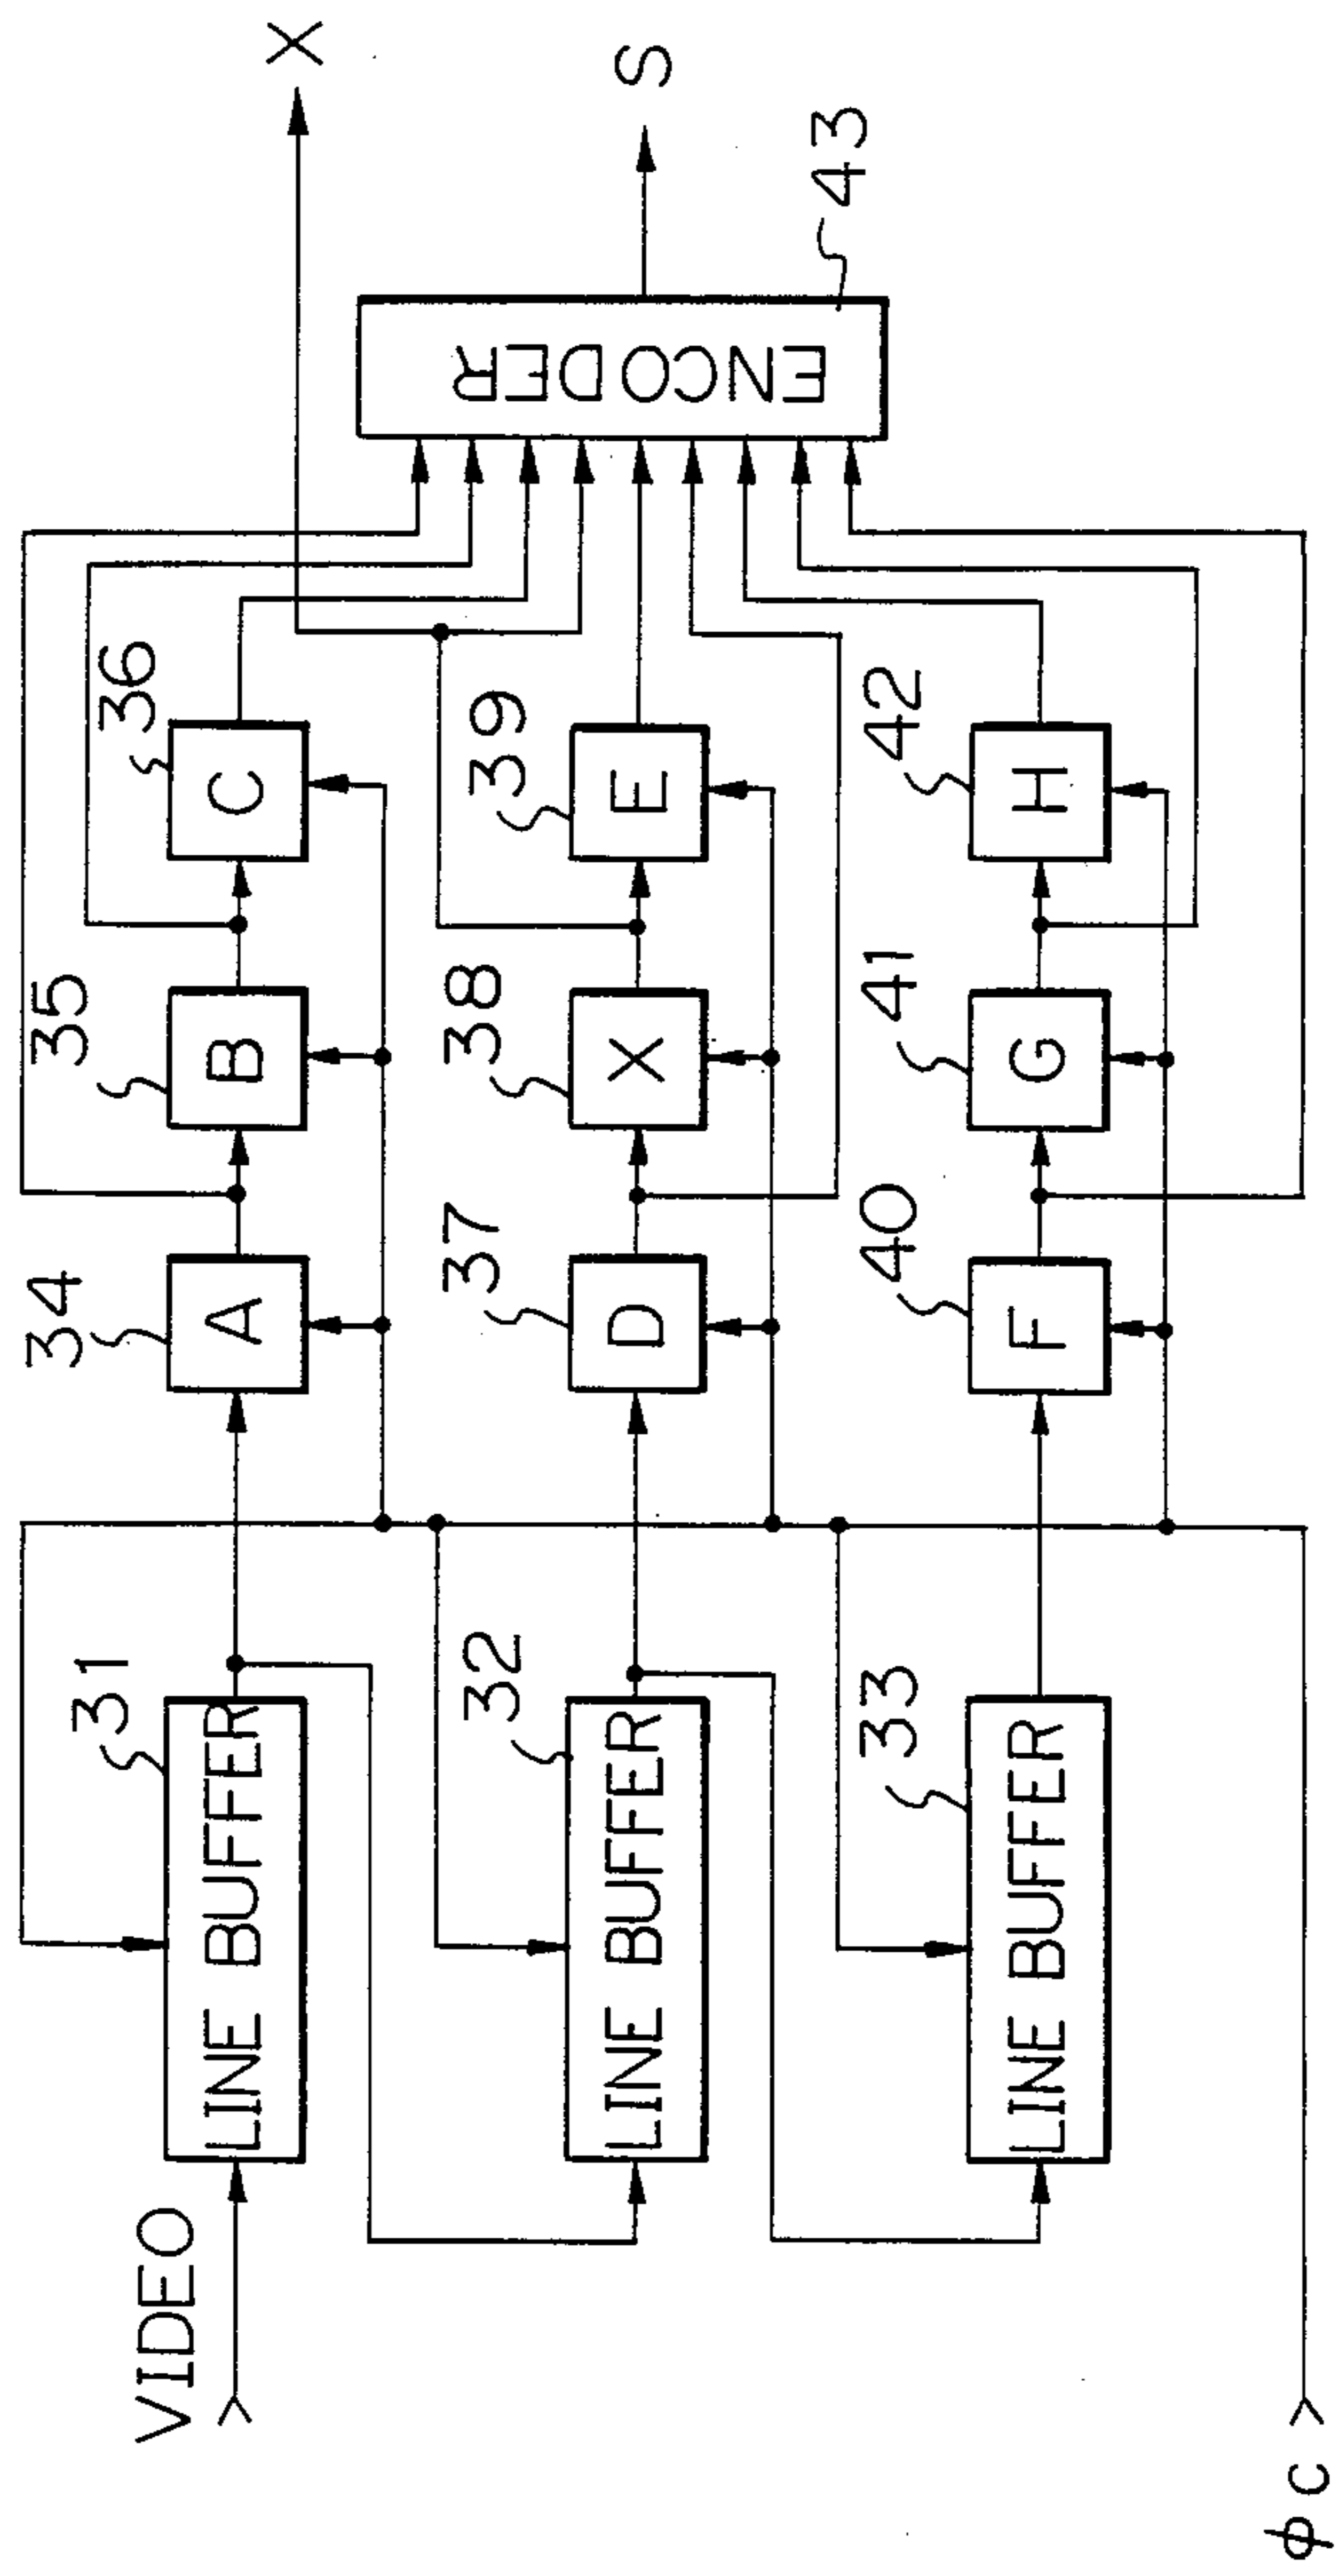 VIDEO
LINE BUFFER
31
A
34
B
35
C
36
X
LINE BUFFER
32
D
37
X
38
E
39
ENCODER
43
S
LINE BUFFER
33
F
40
G
41
H
42
φc